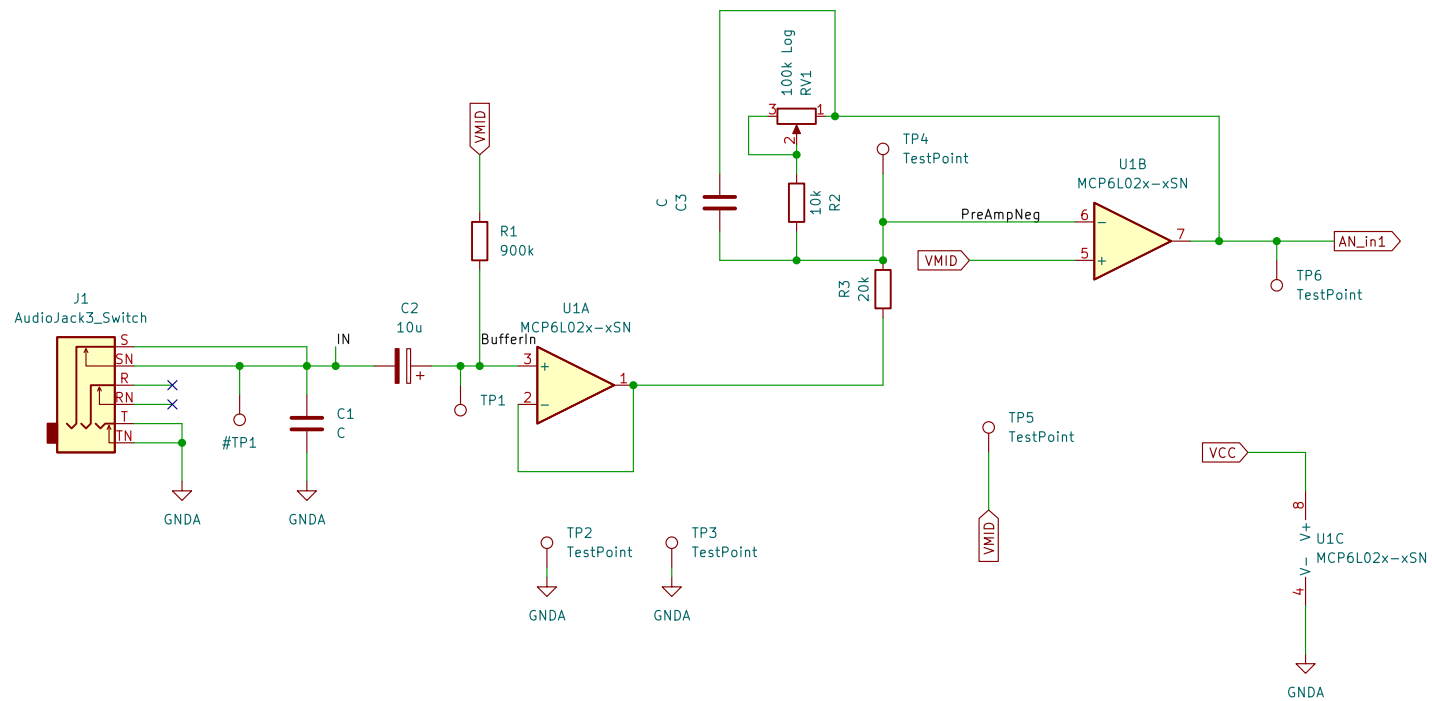 100k Log
RV1
3
1
2
VMID
TP4
TestPoint
U1B
MCP6L02x-xSN
C
C3
10k
R2
PreAmpNeg
6
-
7
5
+
VMID
AN_in1
R1
900k
R3
20k
TP6
TestPoint
J1
AudioJack3_Switch
S
SN
R
RN
T
TN
IN
C2
10u
+
BufferIn
U1A
MCP6L02x-xSN
3
+
1
2
-
TP1
#TP1
C1
C
GNDA
GNDA
TP5
TestPoint
VMID
VCC
8
V+
U1C
MCP6L02x-xSN
V-
4
GNDA
TP2
TestPoint
GNDA
TP3
TestPoint
GNDA